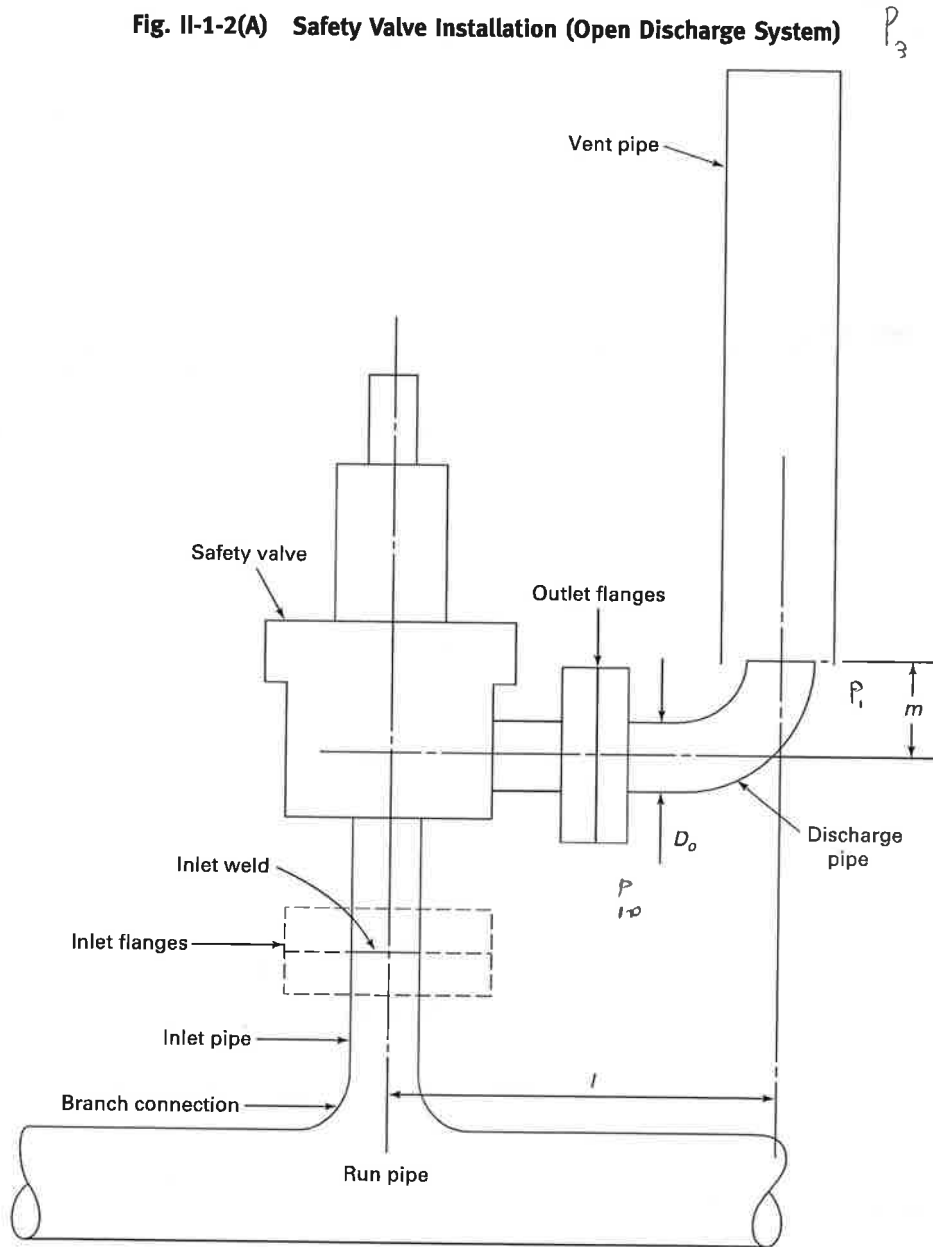 Fig. II-1-2(A) Safety Valve Installation (Open Discharge System)
P3
Vent pipe
Safety valve
Outlet flanges
P1
m
Do
Discharge
pipe
Inlet weld
P
Inlet flanges
Inlet pipe
l
Branch connection
Run pipe